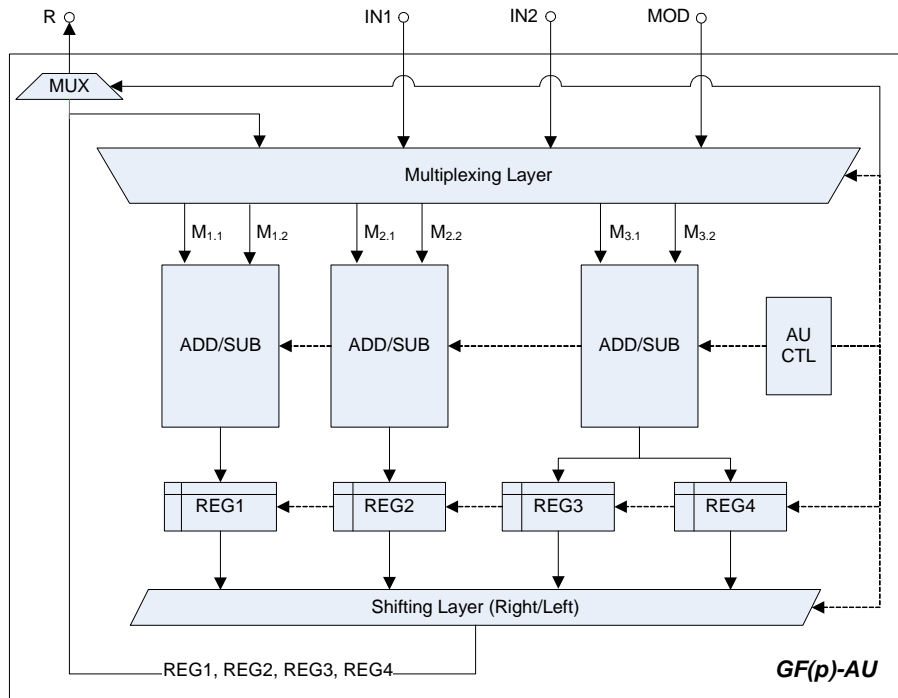 R IN1 IN2 MOD
MUX
Multiplexing Layer
M1.1 M1.2 M2.1 M2.2 M3.1 M3.2
ADD/SUB ADD/SUB ADD/SUB AU
CTL
REG1 REG2 REG3 REG4
Shifting Layer (Right/Left)
REG1, REG2, REG3, REG4
GF(p)-AU